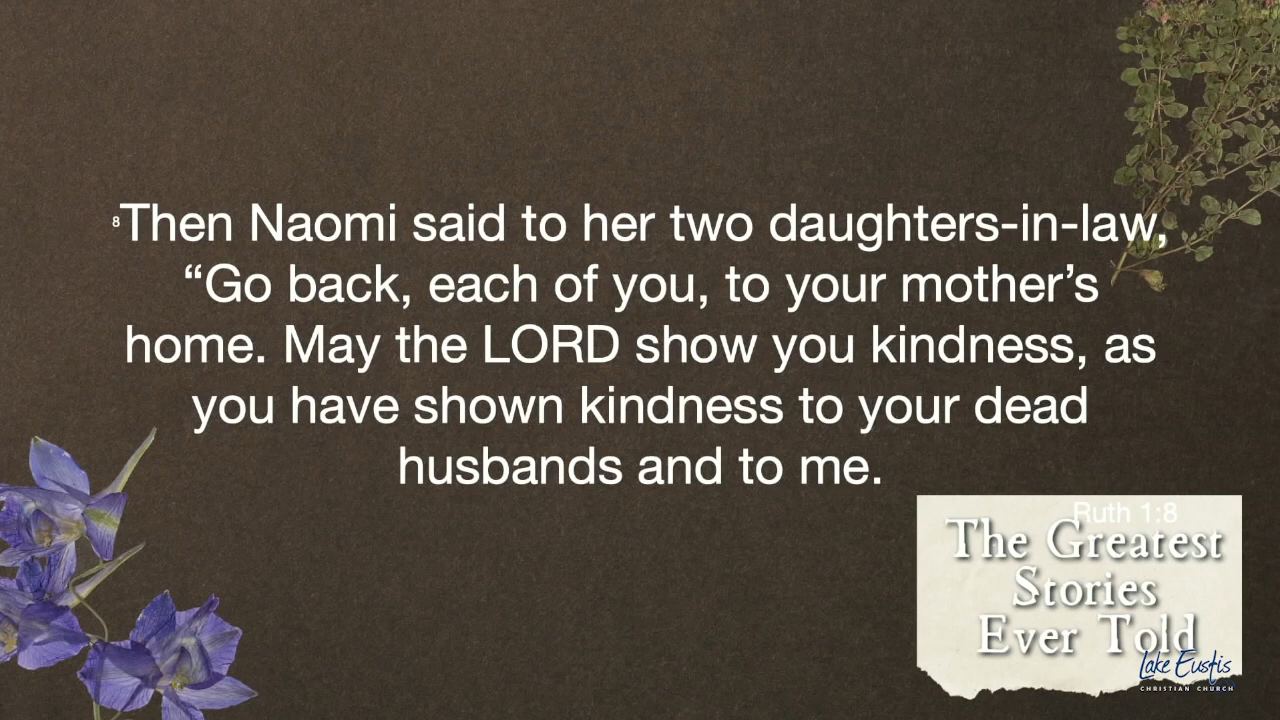 ⁸Then Naomi said to her two daughters-in-law,
“Go back, each of you, to your mother’s
home. May the LORD show you kindness, as
you have shown kindness to your dead
husbands and to me.
Ruth 1:8
The Greatest
Stories
Ever Told
Lake Eustis
CHRISTIAN CHURCH